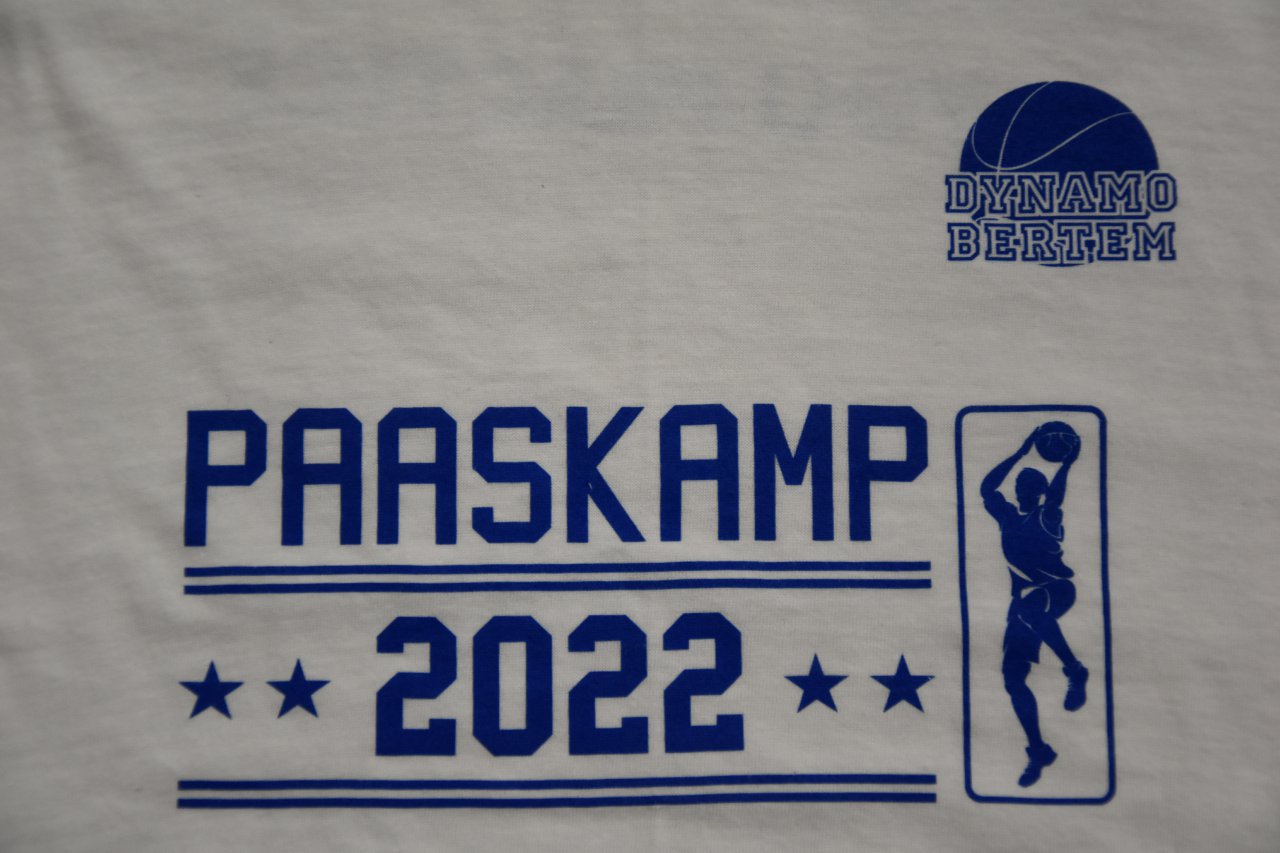 DYNAMO
BERTEM
PAASKAMP
2022